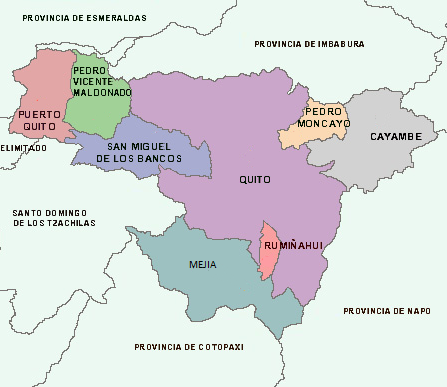 PROVINCIA DE ESMERALDAS
PROVINCIA DE IMBABURA
PEDRO
VICENTE
MALDONADO
PUERTO
QUITO
PEDRO
MONCAYO
CAYAMBE
ELIMITADO
SAN MIGUEL
DE LOS BANCOS
QUITO
SANTO DOMINGO
DE LOS TZACHILAS
RUMIÑAHUI
MEJIA
PROVINCIA DE NAPO
PROVINCIA DE COTOPAXI